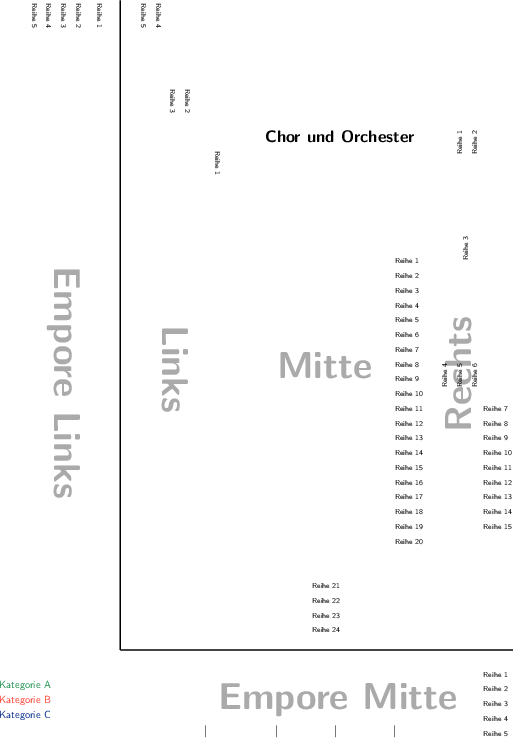 Reihe 5
Reihe 4
Reihe 3
Reihe 2
Reihe 1
Reihe 5
Reihe 4
Reihe 3
Reihe 2
Reihe 1
Chor und Orchester
Reihe 1
Reihe 2
Reihe 3
Empore Links
Links
Mitte
Rechts
Reihe 1
Reihe 2
Reihe 3
Reihe 4
Reihe 5
Reihe 6
Reihe 7
Reihe 8
Reihe 9
Reihe 10
Reihe 11
Reihe 12
Reihe 13
Reihe 14
Reihe 15
Reihe 16
Reihe 17
Reihe 18
Reihe 19
Reihe 20
Reihe 4
Reihe 5
Reihe 6
Reihe 7
Reihe 8
Reihe 9
Reihe 10
Reihe 11
Reihe 12
Reihe 13
Reihe 14
Reihe 15
Reihe 21
Reihe 22
Reihe 23
Reihe 24
Kategorie A
Kategorie B
Kategorie C
Empore Mitte
Reihe 1
Reihe 2
Reihe 3
Reihe 4
Reihe 5